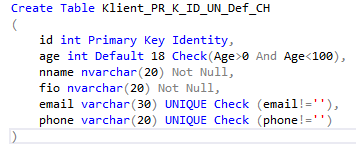 Create Table Klient_PR_K_ID_UN_Def_CH
(
id int Primary Key Identity,
age int Default 18 Check(Age>0 And Age<100),
nname nvarchar(20) Not Null,
fio nvarchar(20) Not Null,
email varchar(30) UNIQUE Check (email!=''),
phone varchar(20) UNIQUE Check (phone!='')
)